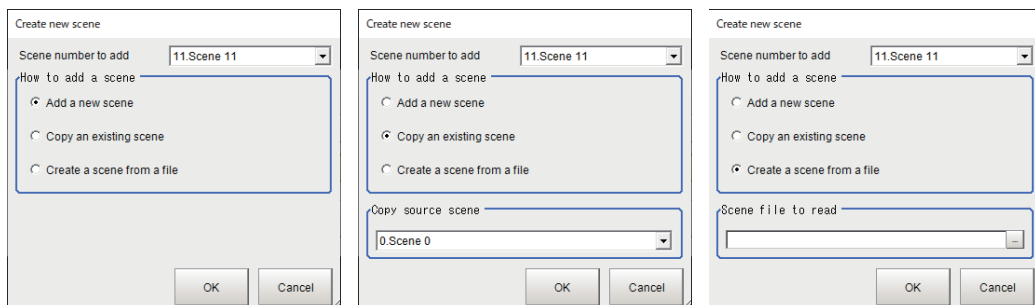 Create new scene
Scene number to add 11.Scene 11
How to add a scene
Add a new scene
Copy an existing scene
Create a scene from a file
OK Cancel
Create new scene
Scene number to add 11.Scene 11
How to add a scene
Add a new scene
Copy an existing scene
Create a scene from a file
Copy source scene
0.Scene 0
OK Cancel
Create new scene
Scene number to add 11.Scene 11
How to add a scene
Add a new scene
Copy an existing scene
Create a scene from a file
Scene file to read
...
OK Cancel